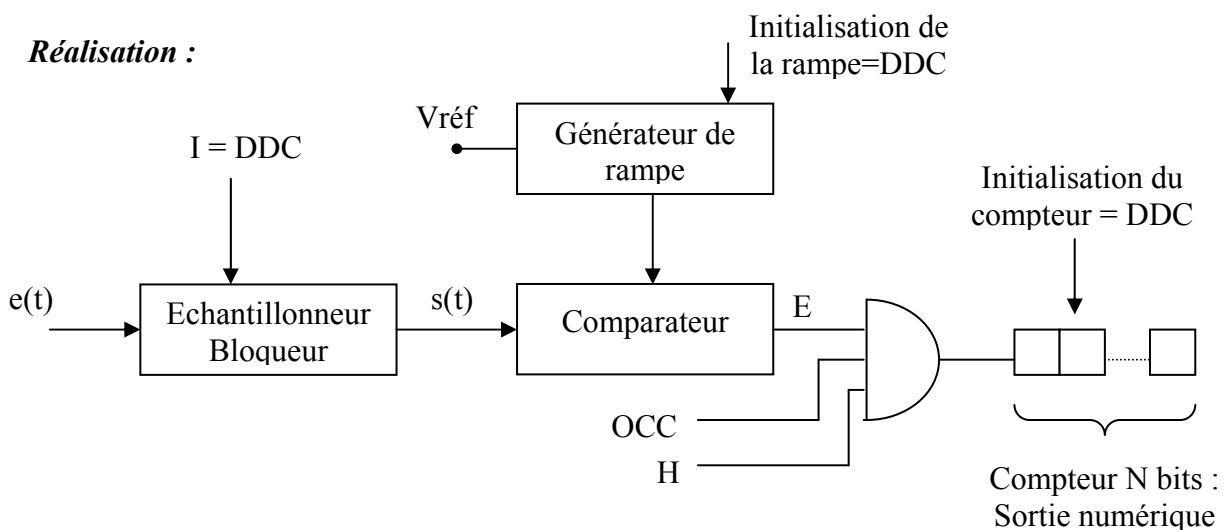 Réalisation :
Initialisation de
la rampe=DDC
Vréf
Générateur de
rampe
I = DDC
Initialisation du
compteur = DDC
e(t)
Echantillonneur
Bloqueur
s(t)
Comparateur
E
OCC
H
Compteur N bits :
Sortie numérique